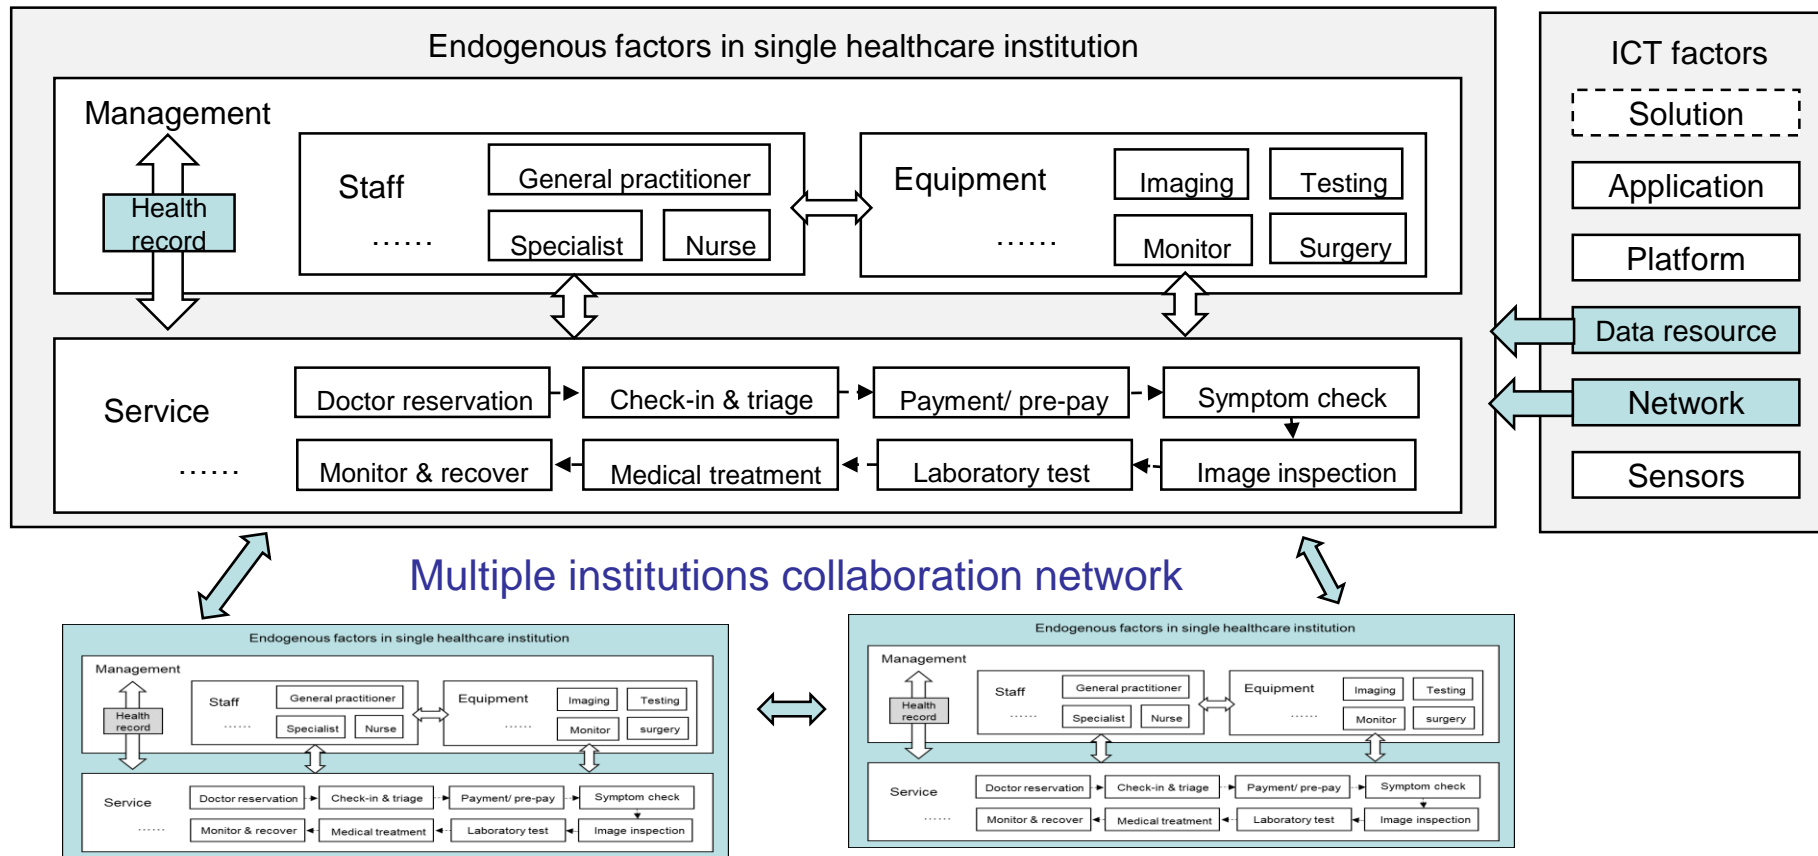 Endogenous factors in single healthcare institution
Management
Health
record
Staff
General practitioner
......
Specialist
Nurse
Equipment
Imaging
Testing
......
Monitor
Surgery
Service
Doctor reservation
Check-in & triage
Payment/ pre-pay
Symptom check
......
Monitor & recover
Medical treatment
Laboratory test
Image inspection
ICT factors
Solution
Application
Platform
Data resource
Network
Sensors
Multiple institutions collaboration network
Endogenous factors in single healthcare institution
Management
Health
record
Staff
General practitioner
......
Specialist
Nurse
Equipment
Imaging
Testing
......
Monitor
surgery
Service
Doctor reservation
Check-in & triage
Payment/ pre-pay
Symptom check
......
Monitor & recover
Medical treatment
Laboratory test
Image inspection
Endogenous factors in single healthcare institution
Management
Health
record
Staff
General practitioner
......
Specialist
Nurse
Equipment
Imaging
Testing
......
Monitor
surgery
Service
Doctor reservation
Check-in & triage
Payment/ pre-pay
Symptom check
......
Monitor & recover
Medical treatment
Laboratory test
Image inspection